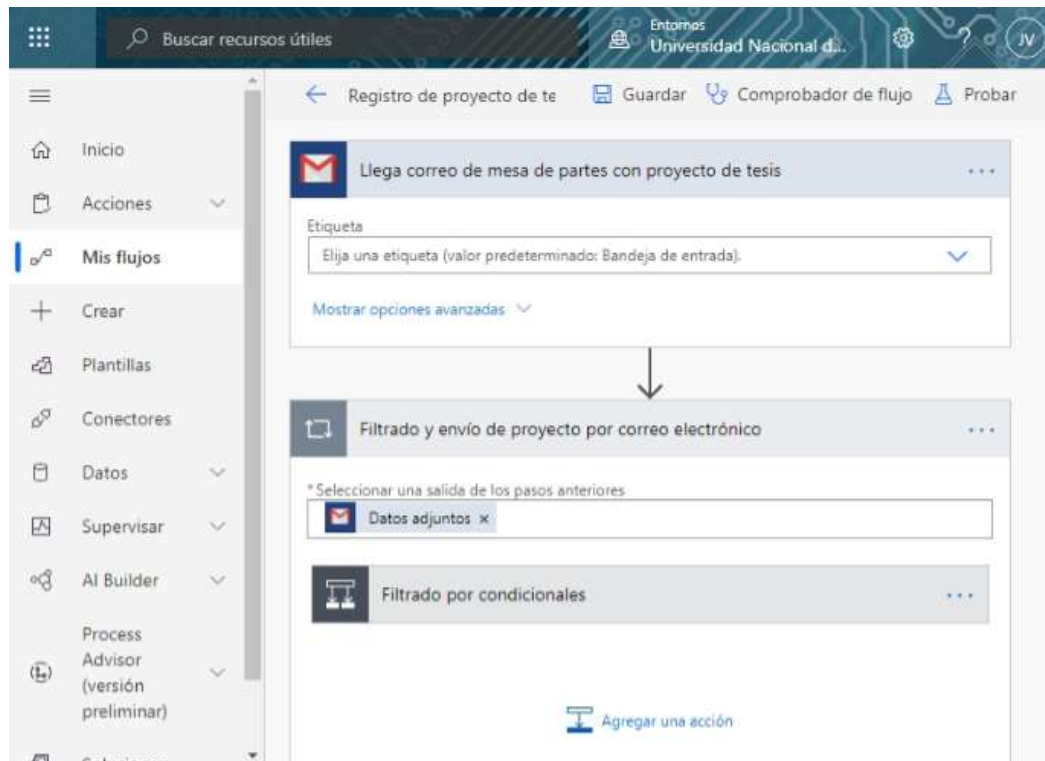 Buscar recursos útiles
Entornos
Universidad Nacional d...
?
JV
Registro de proyecto de te
Guardar
Comprobador de flujo
Probar
Inicio
Acciones
Mis flujos
Crear
Plantillas
Conectores
Datos
Supervisar
AI Builder
Process
Advisor
(versión
preliminar)
Llega correo de mesa de partes con proyecto de tesis
Etiqueta
Elija una etiqueta (valor predeterminado: Bandeja de entrada).
Mostrar opciones avanzadas
Filtrado y envío de proyecto por correo electrónico
*Seleccionar una salida de los pasos anteriores
Datos adjuntos ×
Filtrado por condicionales
Agregar una acción